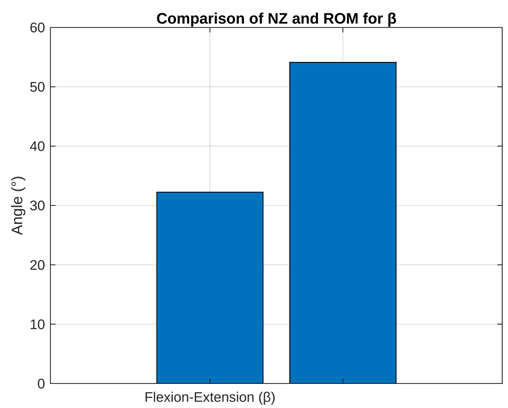 Comparison of NZ and ROM for β
60
50
40
30
20
10
0
Angle (°)
Flexion-Extension (β)